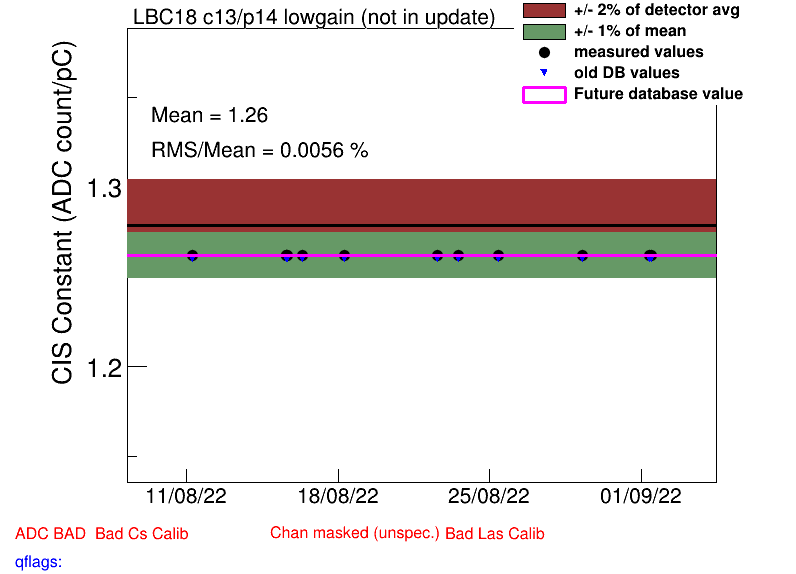 LBC18 c13/p14 lowgain (not in update)
+/- 2% of detector avg
+/- 1% of mean
measured values
old DB values
Future database value
Mean = 1.26
RMS/Mean = 0.0056 %
CIS Constant (ADC count/pC)
1.3
1.2
11/08/22 18/08/22 25/08/22 01/09/22
ADC BAD Bad Cs Calib Chan masked (unspec.) Bad Las Calib
qflags: